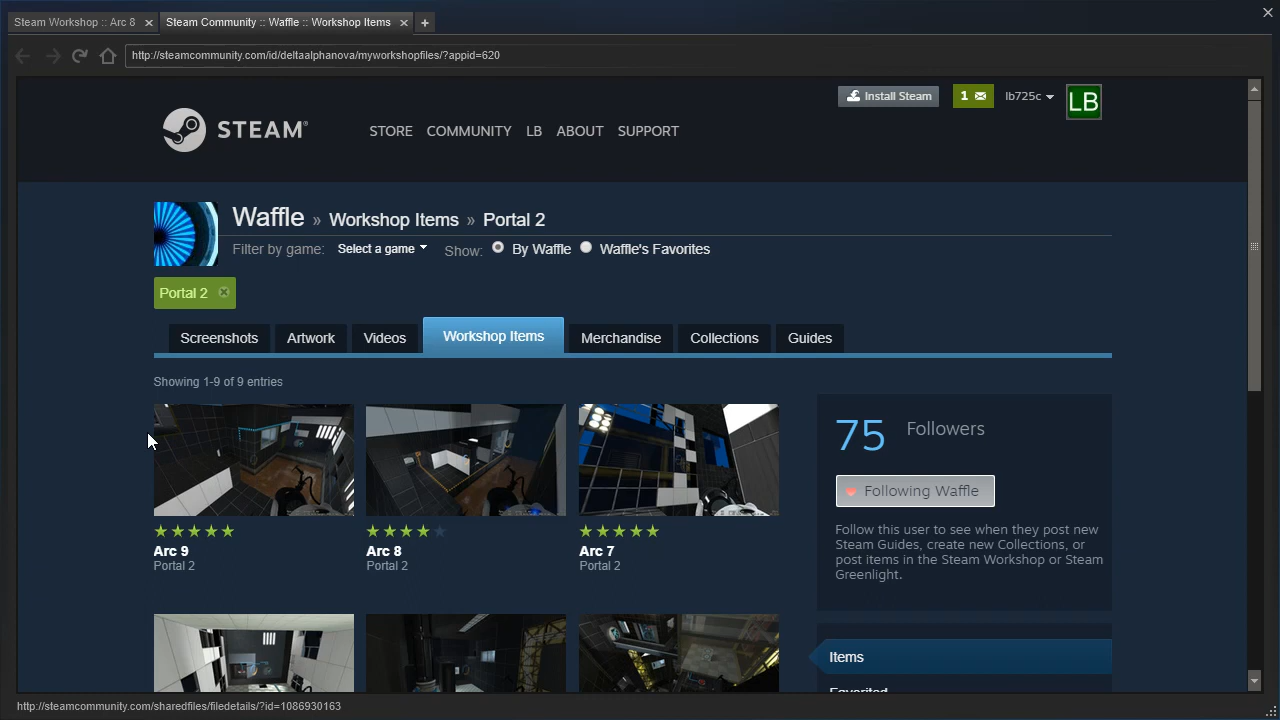 Steam Workshop :: Arc 8
Steam Community :: Waffle :: Workshop Items
http://steamcommunity.com/id/deltaalphanova/myworkshopfiles/?appid=620
Install Steam
1
lb725c
LB
STEAM®
STORE COMMUNITY LB ABOUT SUPPORT
Waffle » Workshop Items » Portal 2
Filter by game: Select a game Show: By Waffle Waffle's Favorites
Portal 2
Screenshots Artwork Videos Workshop Items Merchandise Collections Guides
Showing 1-9 of 9 entries
75 Followers
Following Waffle
Follow this user to see when they post new
Steam Guides, create new Collections, or
post items in the Steam Workshop or Steam
Greenlight.
Arc 9
Portal 2
Arc 8
Portal 2
Arc 7
Portal 2
Items
Favorited
http://steamcommunity.com/sharedfiles/filedetails/?id=1086930163